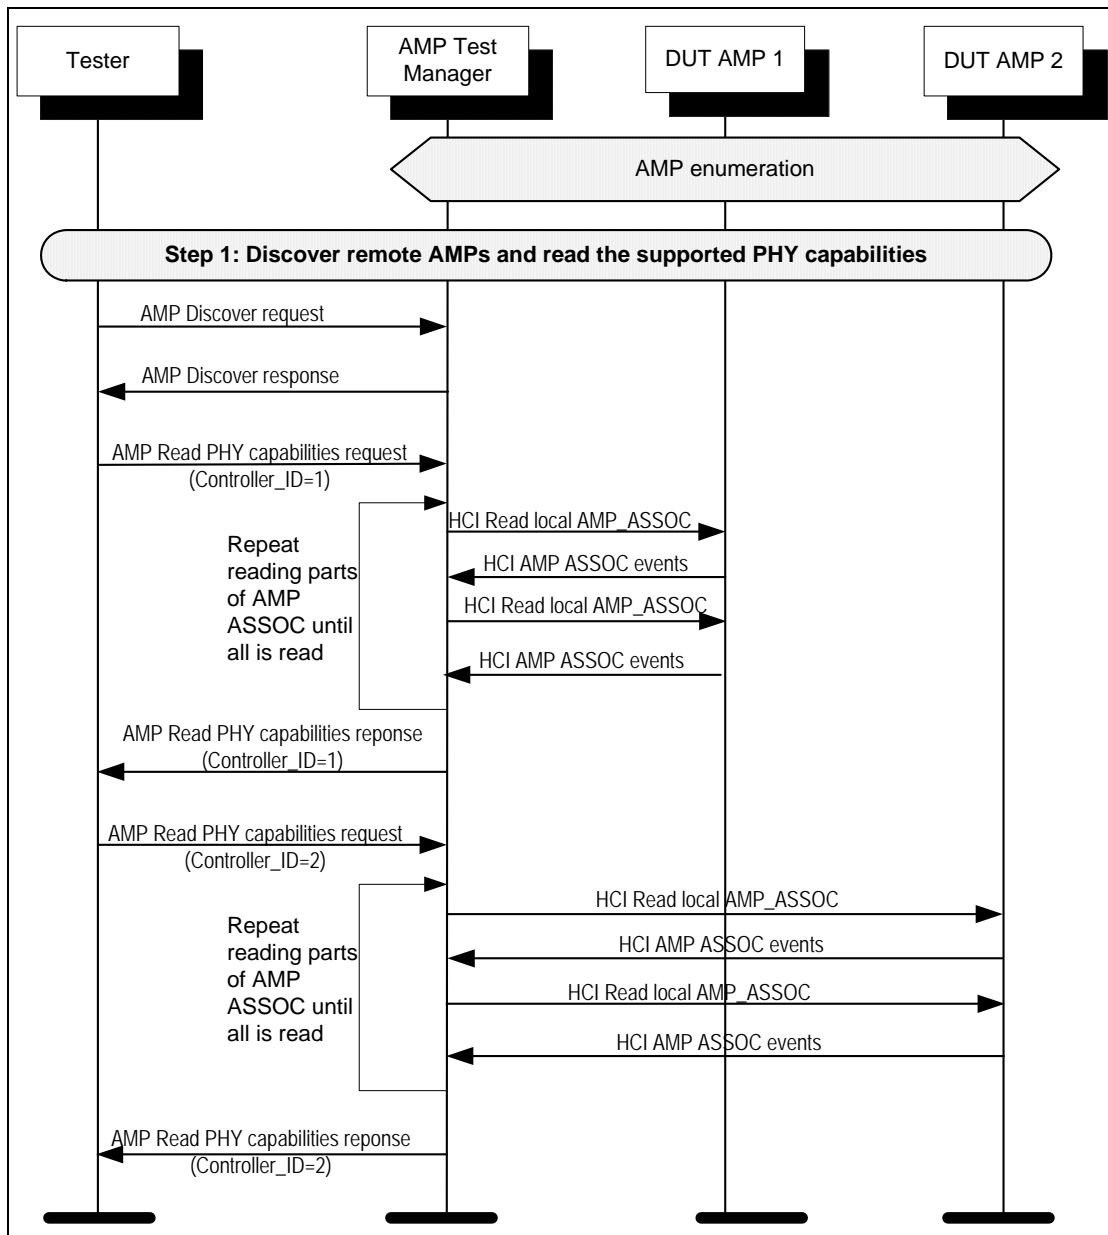 Tester
AMP Test
Manager
DUT AMP 1
DUT AMP 2
AMP enumeration
Step 1: Discover remote AMPs and read the supported PHY capabilities
AMP Discover request
AMP Discover response
AMP Read PHY capabilities request
(Controller_ID=1)
HCI Read local AMP_ASSOC
Repeat
reading parts
of AMP
ASSOC until
all is read
HCI AMP ASSOC events
HCI Read local AMP_ASSOC
HCI AMP ASSOC events
AMP Read PHY capabilities reponse
(Controller_ID=1)
AMP Read PHY capabilities request
(Controller_ID=2)
HCI Read local AMP_ASSOC
Repeat
reading parts
of AMP
ASSOC until
all is read
HCI AMP ASSOC events
HCI Read local AMP_ASSOC
HCI AMP ASSOC events
AMP Read PHY capabilities reponse
(Controller_ID=2)